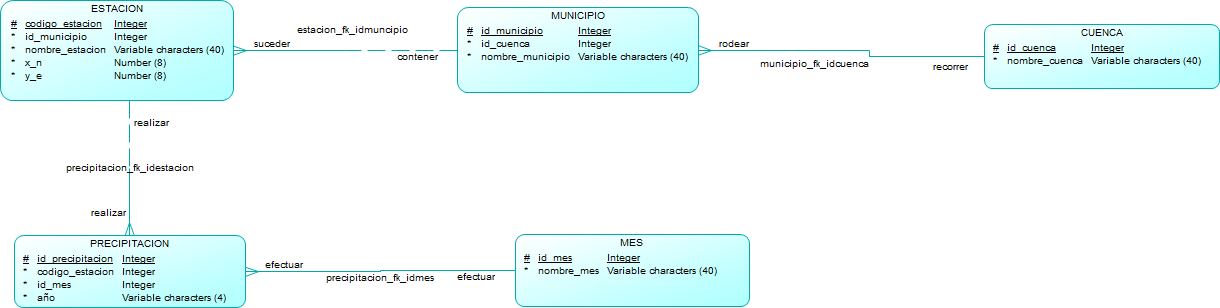 ESTACION
# codigo_estacion Integer
* id_municipio Integer
* nombre_estacion Variable characters (40)
* x_n Number (8)
* y_e Number (8)
estacion_fk_idmuncipio
suceder
contener
MUNICIPIO
# id_municipio Integer
* id_cuenca Integer
* nombre_municipio Variable characters (40)
rodear
municipio_fk_idcuenca
recorrer
CUENCA
# id_cuenca Integer
* nombre_cuenca Variable characters (40)
realizar
precipitacion_fk_idestacion
realizar
PRECIPITACION
# id_precipitacion Integer
* codigo_estacion Integer
* id_mes Integer
* año Variable characters (4)
efectuar
precipitacion_fk_idmes
efectuar
MES
# id_mes Integer
* nombre_mes Variable characters (40)